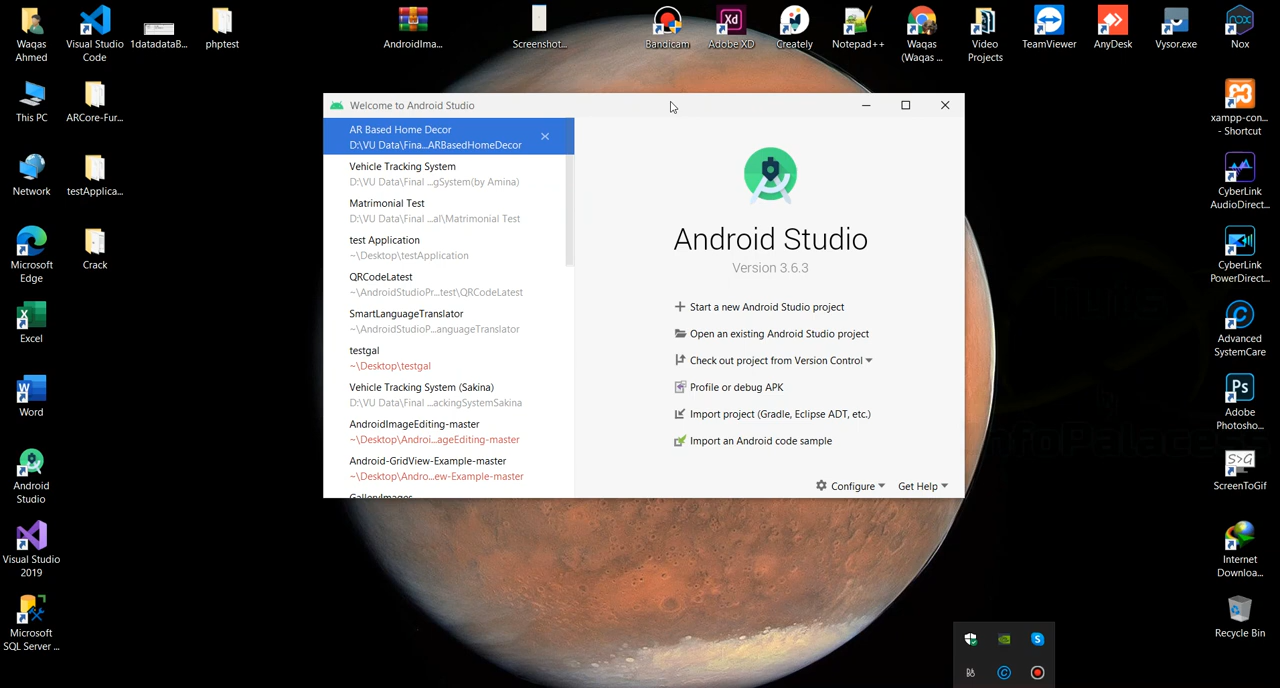 Waqas
Ahmed
Visual Studio
Code
1datadataB...
phptest
AndroidIma...
Screenshot...
Bandicam
Adobe XD
Xd
Creately
Notepad++
Waqas
(Waqas ...
Video
Projects
TeamViewer
AnyDesk
Vysor.exe
Nox
This PC
ARCore-Fur...
Network
testApplica...
Microsoft
Edge
Crack
Excel
Word
Android
Studio
Visual Studio
2019
Microsoft
SQL Server ...
Welcome to Android Studio
AR Based Home Decor
D:\VU Data\Fina...ARBasedHomeDecor
Vehicle Tracking System
D:\VU Data\Final ...gSystem(by Amina)
Matrimonial Test
D:\VU Data\Final ...al\Matrimonial Test
test Application
~\Desktop\testApplication
QRCodeLatest
~\AndroidStudioPr...test\QRCodeLatest
SmartLanguageTranslator
~\AndroidStudioP...anguageTranslator
testgal
~\Desktop\testgal
Vehicle Tracking System (Sakina)
D:\VU Data\Final ...ackingSystemSakina
AndroidImageEditing-master
~\Desktop\Androi...ageEditing-master
Android-GridView-Example-master
~\Desktop\Andro...ew-Example-master
GalleryImages
Android Studio
Version 3.6.3
Start a new Android Studio project
Open an existing Android Studio project
Check out project from Version Control
Profile or debug APK
Import project (Gradle, Eclipse ADT, etc.)
Import an Android code sample
Configure
Get Help
xampp-con...
- Shortcut
CyberLink
AudioDirect...
CyberLink
PowerDirect...
Advanced
SystemCare
Ps
Adobe
Photosho...
S>G
ScreenToGif
Internet
Downloa...
Recycle Bin